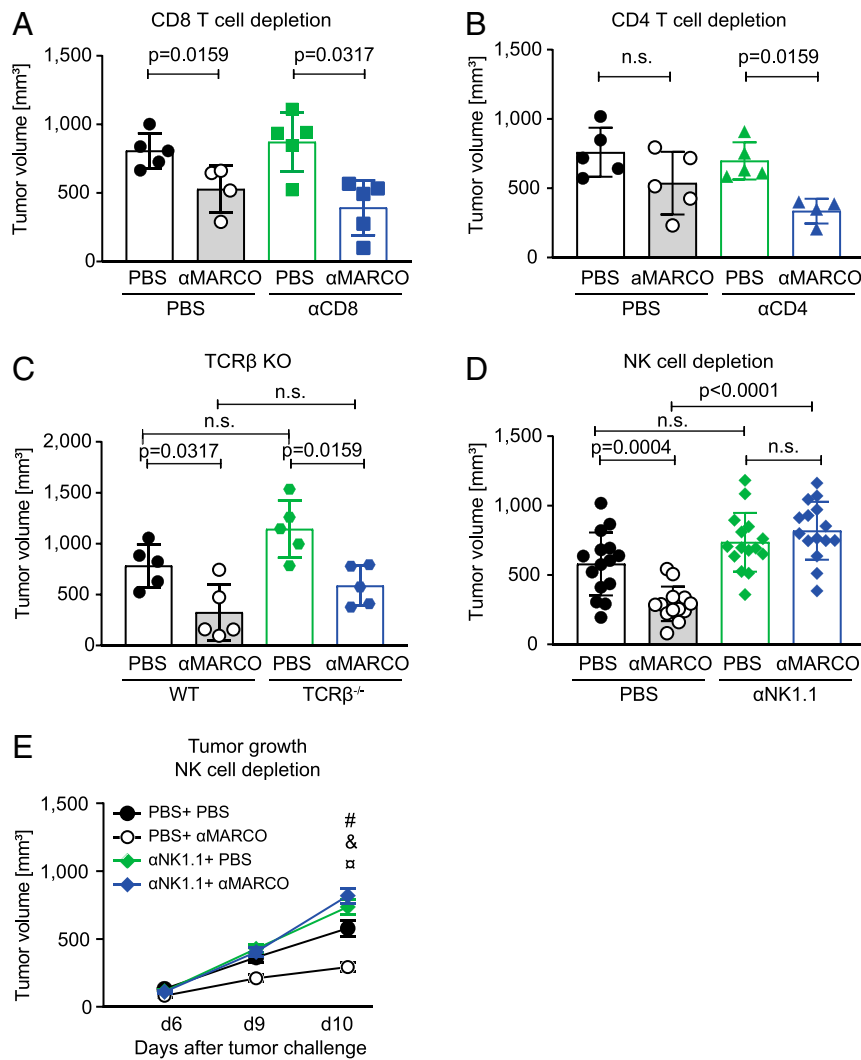 A
CD8 T cell depletion
p=0.0159
p=0.0317
Tumor volume [mm³]
1,500
1,000
500
0
PBS αMARCO PBS αMARCO
PBS αCD8
B
CD4 T cell depletion
n.s.
p=0.0159
Tumor volume [mm³]
1,500
1,000
500
0
PBS aMARCO PBS αMARCO
PBS αCD4
C
TCRβ KO
n.s.
n.s.
p=0.0317
p=0.0159
Tumor volume [mm³]
2,000
1,500
1,000
500
0
PBS αMARCO PBS αMARCO
WT TCRβ-/-
D
NK cell depletion
p<0.0001
n.s.
p=0.0004
n.s.
Tumor volume [mm³]
1,500
1,000
500
0
PBS αMARCO PBS αMARCO
PBS αNK1.1
E
Tumor growth
NK cell depletion
Tumor volume [mm³]
1,500
1,000
500
0
PBS+ PBS
PBS+ αMARCO
αNK1.1+ PBS
αNK1.1+ αMARCO
#
&
¤
d6 d9 d10
Days after tumor challenge